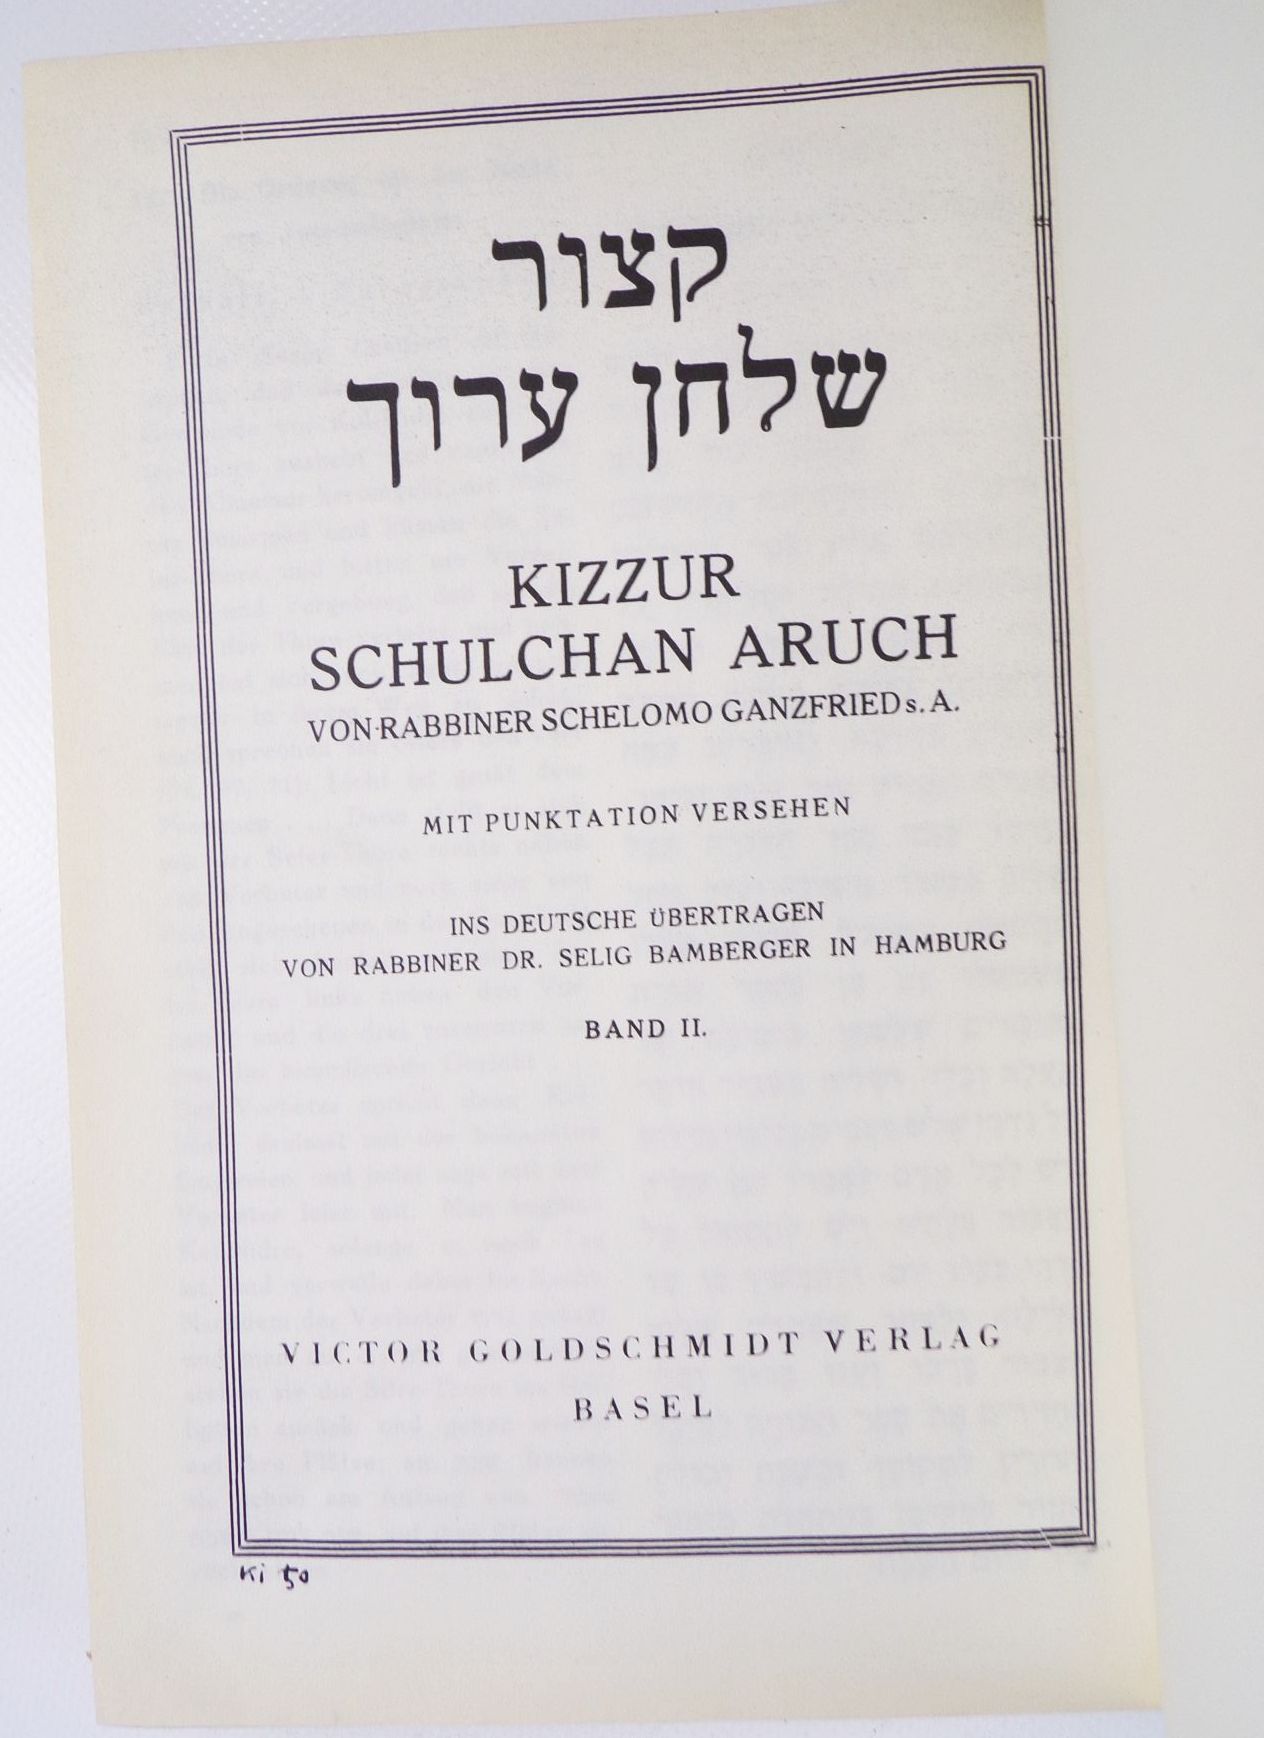 קצור
שלחן ערוך
KIZZUR
SCHULCHAN ARUCH
VON RABBINER SCHELOMO GANZFRIED s. A.
MIT PUNKTATION VERSEHEN
INS DEUTSCHE ÜBERTRAGEN
VON RABBINER DR. SELIG BAMBERGER IN HAMBURG
BAND II.
VICTOR GOLDSCHMIDT VERLAG
BASEL
Ki 50